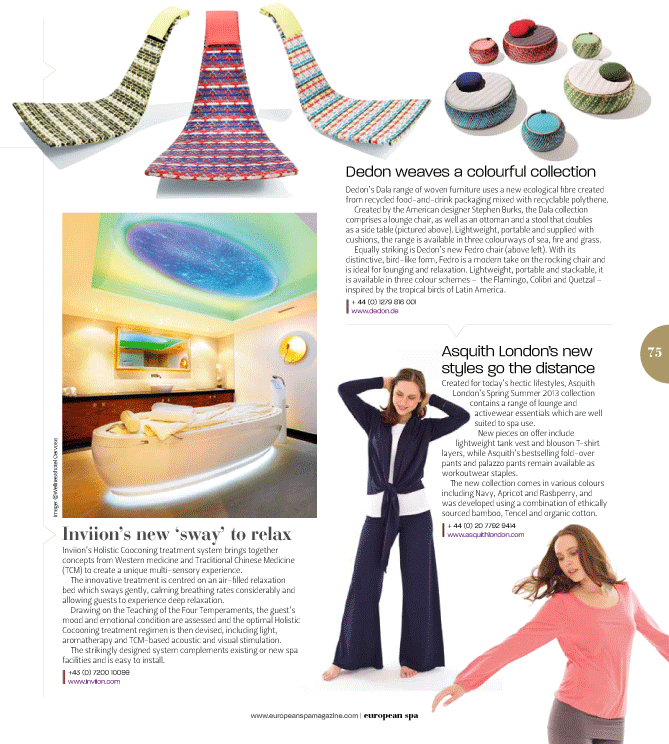 Dedon weaves a colourful collection
Dedon's Dala range of woven furniture uses a new ecological fibre created
from recycled food-and-drink packaging mixed with recyclable polythene.
Created by the American designer Stephen Burks, the Dala collection
comprises a lounge chair, as well as an ottoman and a stool that doubles
as a side table (pictured above). Lightweight, portable and supplied with
cushions, the range is available in three colourways of sea, fire and grass.
Equally striking is Dedon's new Fedro chair (above left). With its
distinctive, bird-like form, Fedro is a modern take on the rocking chair and
is ideal for lounging and relaxation. Lightweight, portable and stackable, it
is available in three colour schemes – the Flamingo, Colibri and Quetzal –
inspired by the tropical birds of Latin America.
+ 44 (0) 1279 816 001
www.dedon.de
75
Asquith London's new
styles go the distance
Created for today's hectic lifestyles, Asquith
London's Spring Summer 2013 collection
contains a range of lounge and
activewear essentials which are well
suited to spa use.
New pieces on offer include
lightweight tank vest and blouson T-shirt
layers, while Asquith's bestselling fold-over
pants and palazzo pants remain available as
workoutwear staples.
The new collection comes in various colours
including Navy, Apricot and Rasbperry, and
was developed using a combination of ethically
sourced bamboo, Tencel and organic cotton.
+ 44 (0) 20 7792 9414
www.asquithlondon.com
Inviion's new 'sway' to relax
Inviion's Holistic Cooconing treatment system brings together
concepts from Western medicine and Traditional Chinese Medicine
(TCM) to create a unique multi-sensory experience.
The innovative treatment is centred on an air-filled relaxation
bed which sways gently, calming breathing rates considerably and
allowing guests to experience deep relaxation.
Drawing on the Teaching of the Four Temperaments, the guest's
mood and emotional condition are assessed and the optimal Holistic
Cocooning treatment regimen is then devised, including light,
aromatherapy and TCM-based acoustic and visual stimulation.
The strikingly designed system complements existing or new spa
facilities and is easy to install.
+43 (0) 7200 10099
www.inviion.com
www.europeanspamagazine.com | european spa